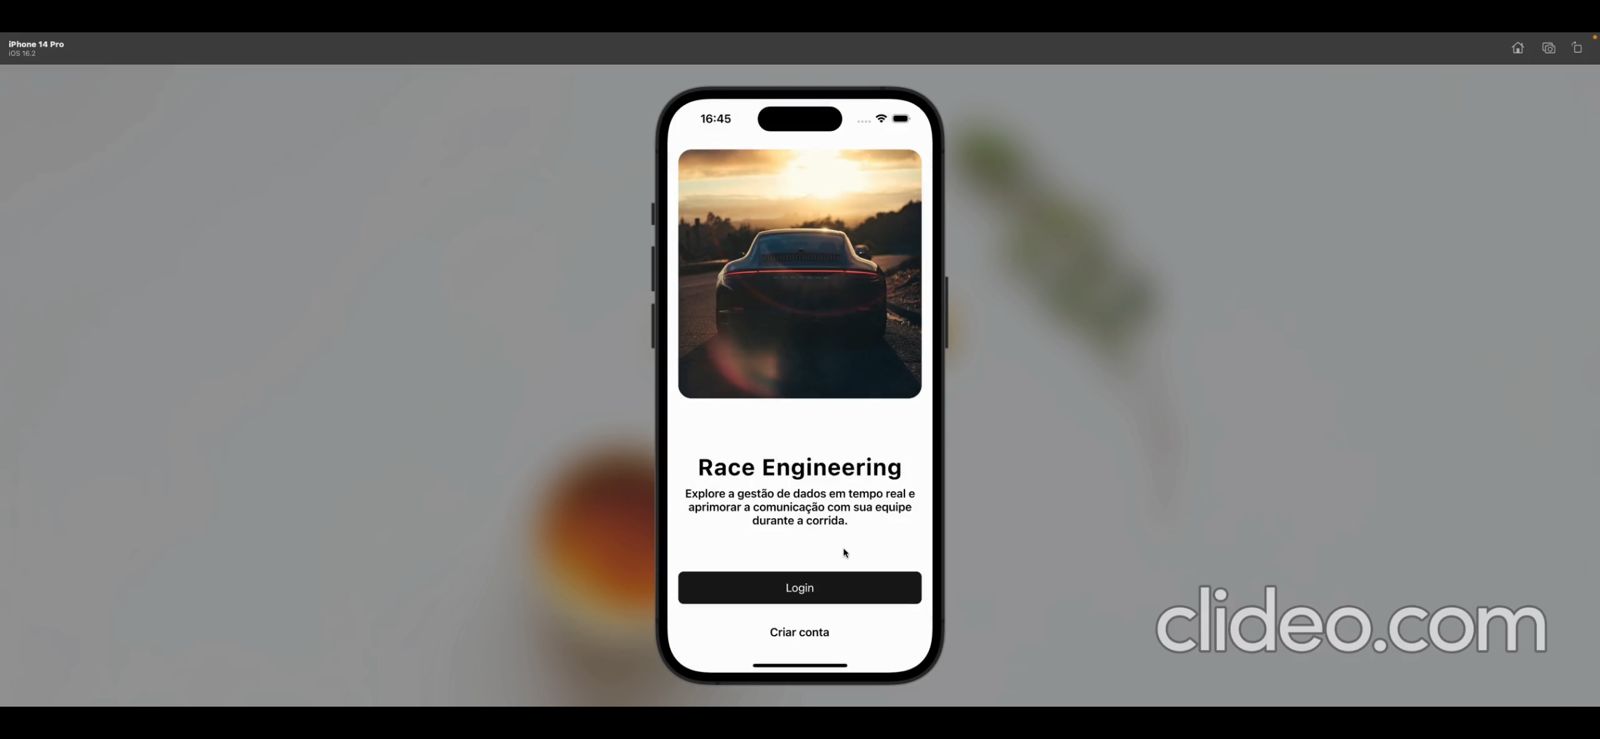 iPhone 14 Pro
iOS 16.2
16:45
Race Engineering
Explore a gestão de dados em tempo real e
aprimorar a comunicação com sua equipe
durante a corrida.
Login
Criar conta
clideo.com